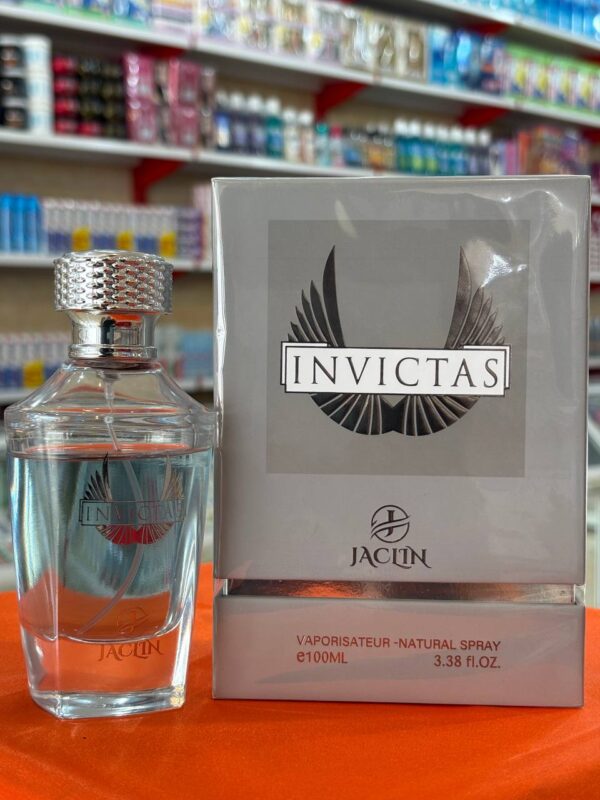 INVICTAS
JACLIN
VAPORISATEUR -NATURAL SPRAY
e100ML 3.38 fl.OZ.
INVICTAS
JACLIN